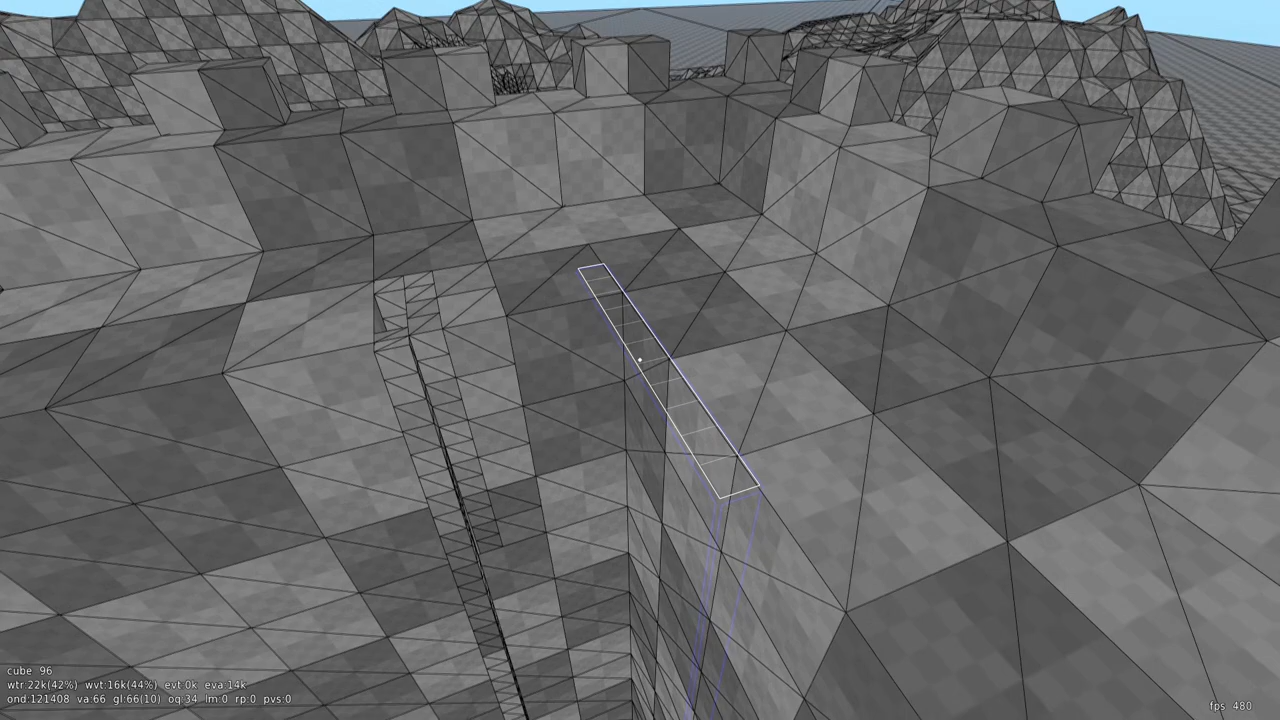 cube 96
wtr:22k(42%) wvt:16k(44%) evt:0k eva:14k
ond:121408 va:66 gl:66(10) oq:34 lm:0 rp:0 pvs:0
fps 480